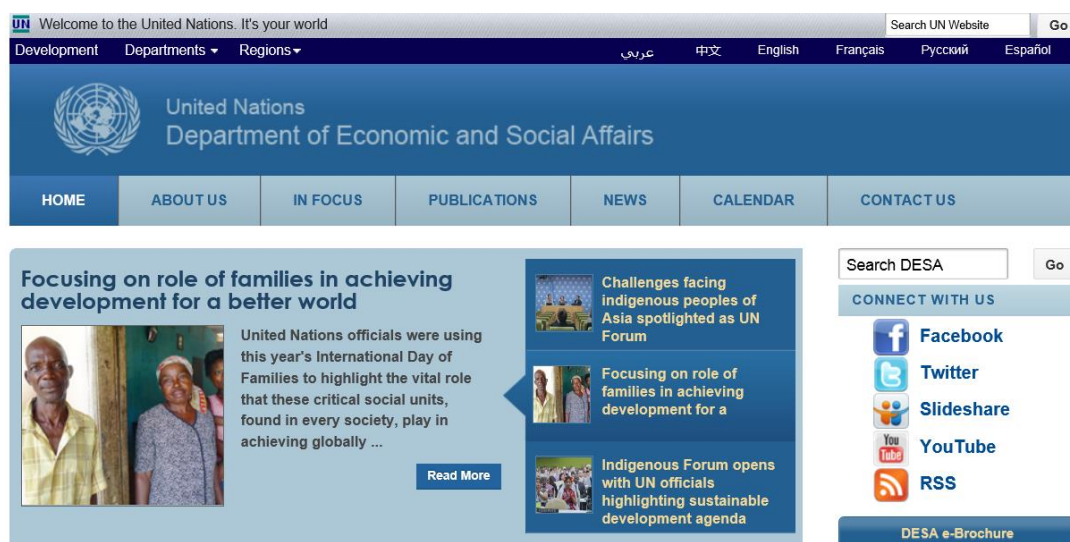 UN Welcome to the United Nations. It's your world
Search UN Website Go
Development Departments Regions عربي 中文 English Français Русский Español
United Nations
Department of Economic and Social Affairs
HOME ABOUT US IN FOCUS PUBLICATIONS NEWS CALENDAR CONTACT US
Focusing on role of families in achieving
development for a better world
United Nations officials were using
this year's International Day of
Families to highlight the vital role
that these critical social units,
found in every society, play in
achieving globally ...
Read More
Challenges facing
indigenous peoples of
Asia spotlighted as UN
Forum
Focusing on role of
families in achieving
development for a
Indigenous Forum opens
with UN officials
highlighting sustainable
development agenda
Search DESA Go
CONNECT WITH US
Facebook
Twitter
Slideshare
You Tube YouTube
RSS
DESA e-Brochure